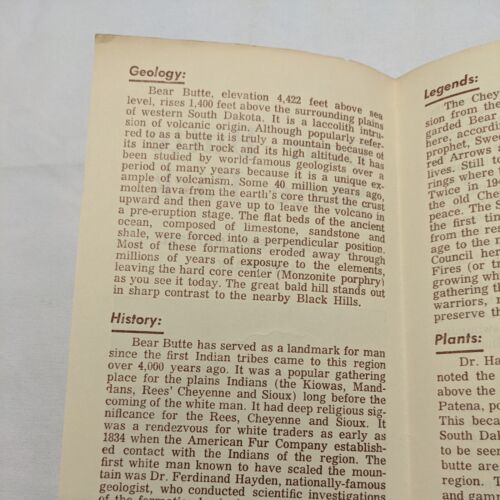 Geology:
Bear Butte, elevation 4,422 feet above sea
level, rises 1,400 feet above the surrounding plains
of western South Dakota. It is a laccolith intru-
sion of volcanic origin. Although popularly refer-
red to as a butte it is truly a mountain because of
its inner earth rock and its high altitude. It has
been studied by world-famous geologists over a
period of many years because it is a unique ex-
ample of volcanism. Some 40 million years ago,
molten lava from the earth's core thrust the crust
upward and then gave up to leave the volcano in
a pre-eruption stage. The flat beds of the ancient
ocean, composed of limestone, sandstone and
shale, were forced into a perpendicular position.
Most of these formations eroded away through
millions of years of exposure to the elements,
leaving the hard core center (Monzonite porphry)
as you see it today. The great bald hill stands out
in sharp contrast to the nearby Black Hills.
History:
Bear Butte has served as a landmark for man
since the first Indian tribes came to this region
over 4,000 years ago. It was a popular gathering
place for the plains Indians (the Kiowas, Man-
dans, Rees' Cheyenne and Sioux) long before the
coming of the white man. It had deep religious sig-
nificance for the Rees, Cheyenne and Sioux. It
was a rendezvous for white traders as early as
1834 when the American Fur Company establish-
ed contact with the Indians of the region. The
first white man known to have scaled the moun-
tain was Dr. Ferdinand Hayden, nationally-famous
geologist, who conducted scientific investigations
Legends:
The Chey
sion from the
garded Bear
here, accordi
prophet, Swee
red Arrows a
lives. Still t
rings where t
Twice in 19
the old Che
peace. The S
the first tim
from the res
age to the m
Council her
Fires (or tr
growing wh
gathering th
warriors, m
preserve th
Plants:
Dr. Ha
noted the
above the
Patena, po
This beca
South Dak
to be seen
butte are
region. T
and gam